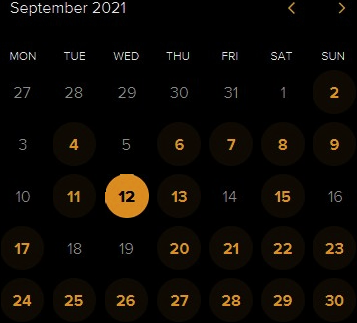 September 2021
MON TUE WED THU FRI SAT SUN
27 28 29 30 31 1 2
3 4 5 6 7 8 9
10 11 12 13 14 15 16
17 18 19 20 21 22 23
24 25 26 27 28 29 30